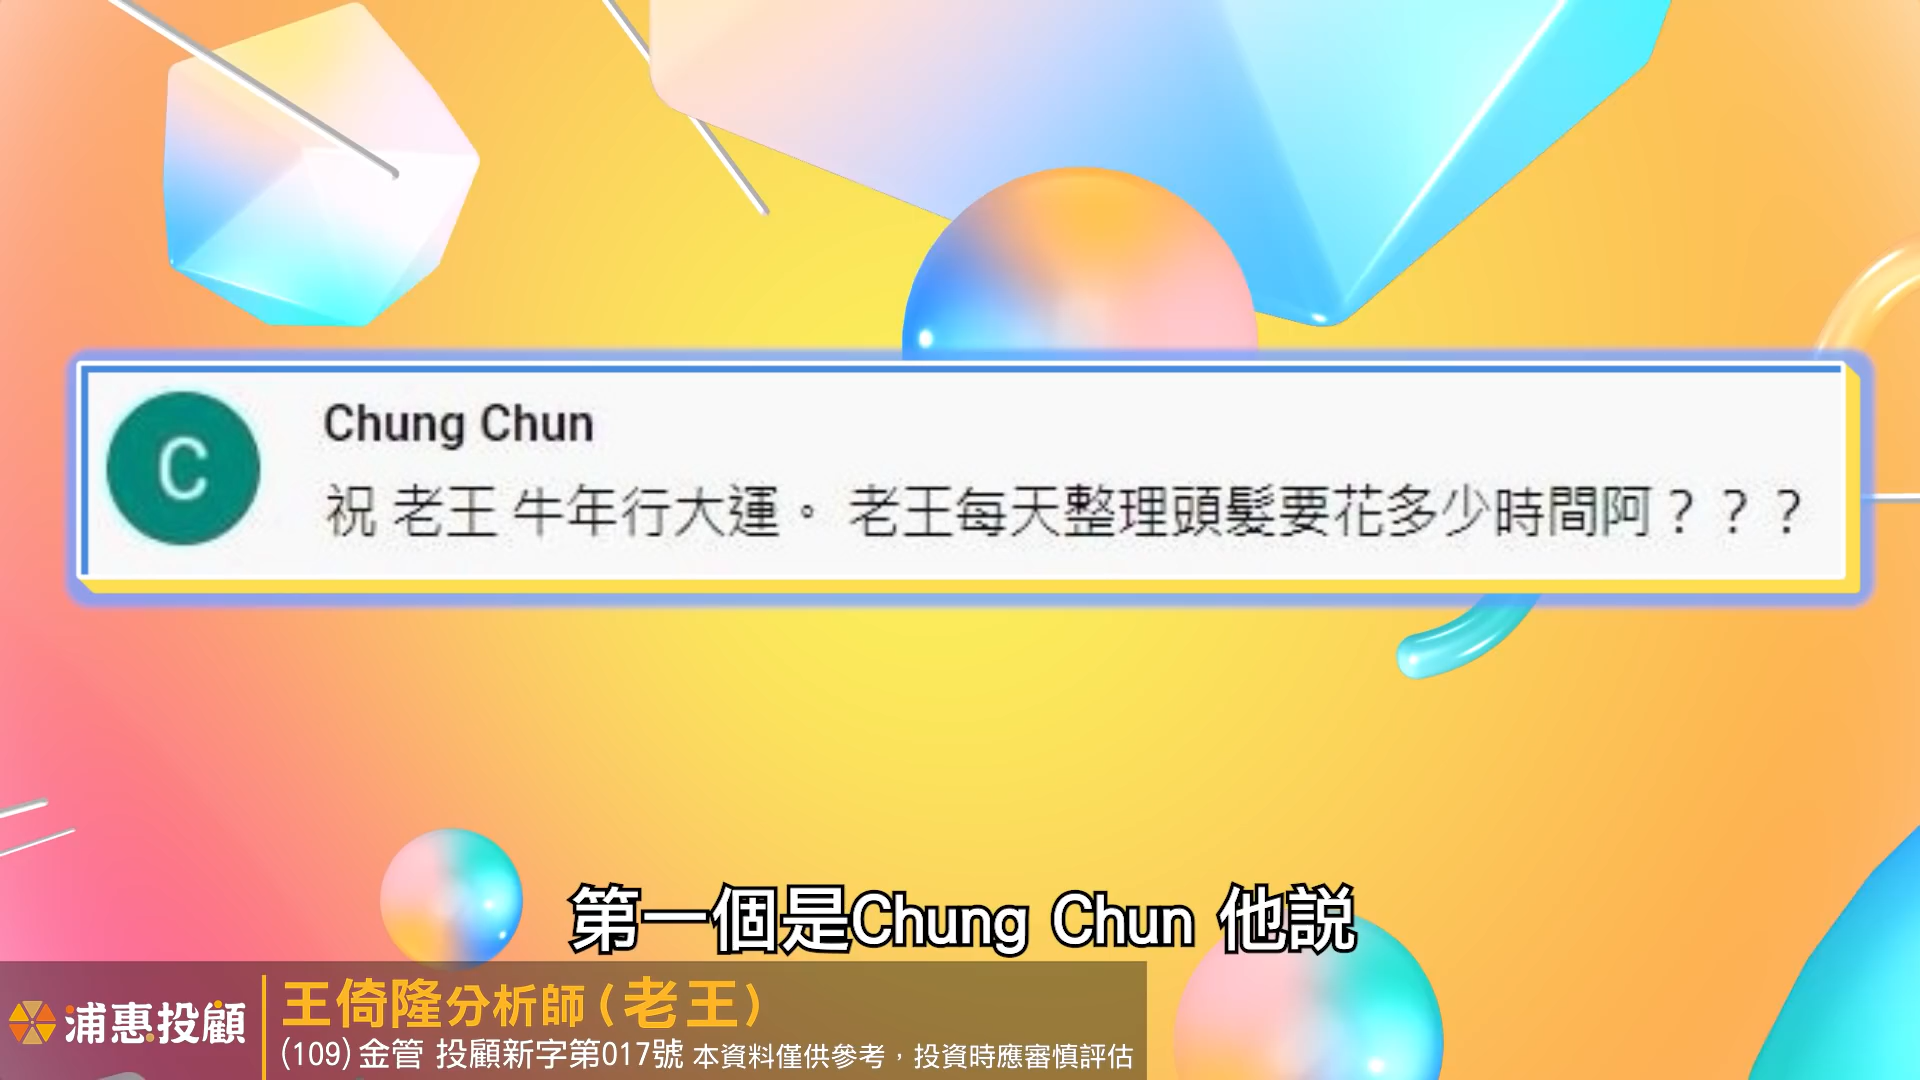 C
Chung Chun
祝 老王 牛年行大運。 老王每天整理頭髮要花多少時間阿？？？
第一個是Chung Chun 他説
浦惠投顧
王倚隆分析師(老王)
(109)金管 投顧新字第017號 本資料僅供參考，投資時應審慎評估